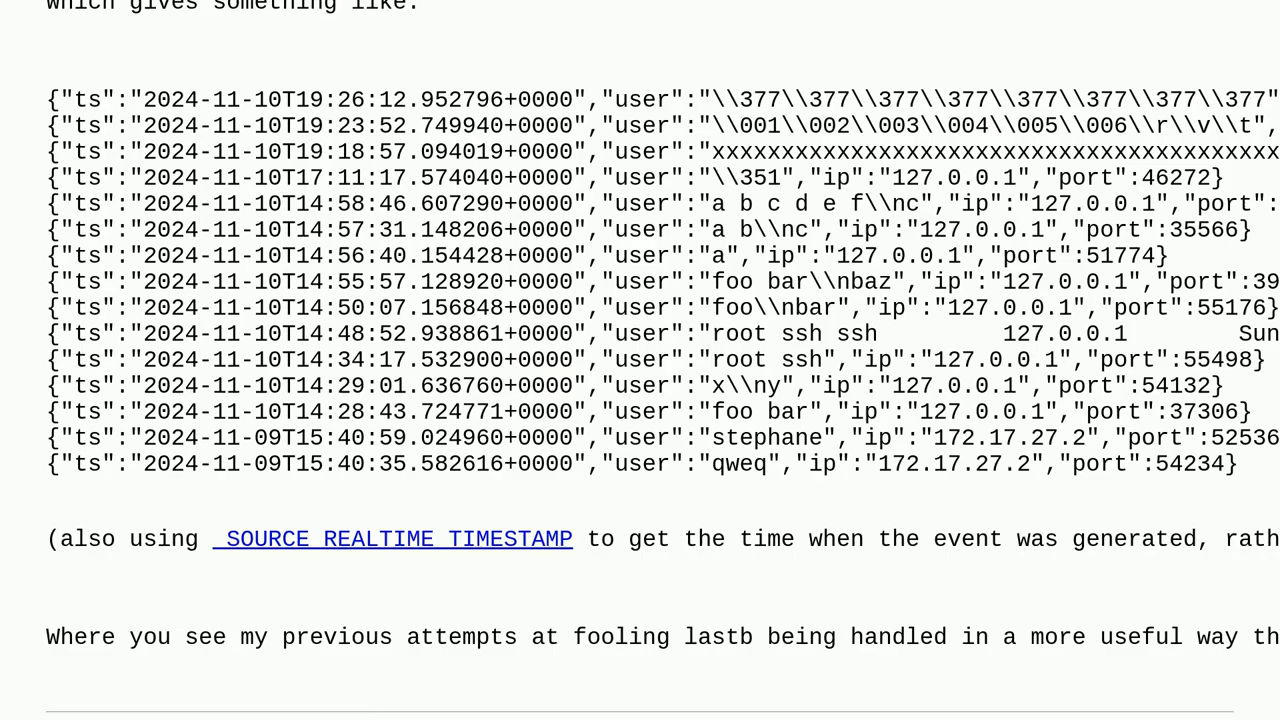 which gives something like:
{"ts":"2024-11-10T19:26:12.952796+0000","user":"\\377\\377\\377\\377\\377\\377\\377\\377"
{"ts":"2024-11-10T19:23:52.749940+0000","user":"\\001\\002\\003\\004\\005\\006\\r\\v\\t",
{"ts":"2024-11-10T19:18:57.094019+0000","user":"xxxxxxxxxxxxxxxxxxxxxxxxxxxxxxxxxxxxxxxxx
{"ts":"2024-11-10T17:11:17.574040+0000","user":"\\351","ip":"127.0.0.1","port":46272}
{"ts":"2024-11-10T14:58:46.607290+0000","user":"a b c d e f\\nc","ip":"127.0.0.1","port":
{"ts":"2024-11-10T14:57:31.148206+0000","user":"a b\\nc","ip":"127.0.0.1","port":35566}
{"ts":"2024-11-10T14:56:40.154428+0000","user":"a","ip":"127.0.0.1","port":51774}
{"ts":"2024-11-10T14:55:57.128920+0000","user":"foo bar\\nbaz","ip":"127.0.0.1","port":39
{"ts":"2024-11-10T14:50:07.156848+0000","user":"foo\\nbar","ip":"127.0.0.1","port":55176}
{"ts":"2024-11-10T14:48:52.938861+0000","user":"root ssh ssh         127.0.0.1        Sun
{"ts":"2024-11-10T14:34:17.532900+0000","user":"root ssh","ip":"127.0.0.1","port":55498}
{"ts":"2024-11-10T14:29:01.636760+0000","user":"x\\ny","ip":"127.0.0.1","port":54132}
{"ts":"2024-11-10T14:28:43.724771+0000","user":"foo bar","ip":"127.0.0.1","port":37306}
{"ts":"2024-11-09T15:40:59.024960+0000","user":"stephane","ip":"172.17.27.2","port":52536
{"ts":"2024-11-09T15:40:35.582616+0000","user":"qweq","ip":"172.17.27.2","port":54234}
(also using _SOURCE_REALTIME_TIMESTAMP to get the time when the event was generated, rath
Where you see my previous attempts at fooling lastb being handled in a more useful way th